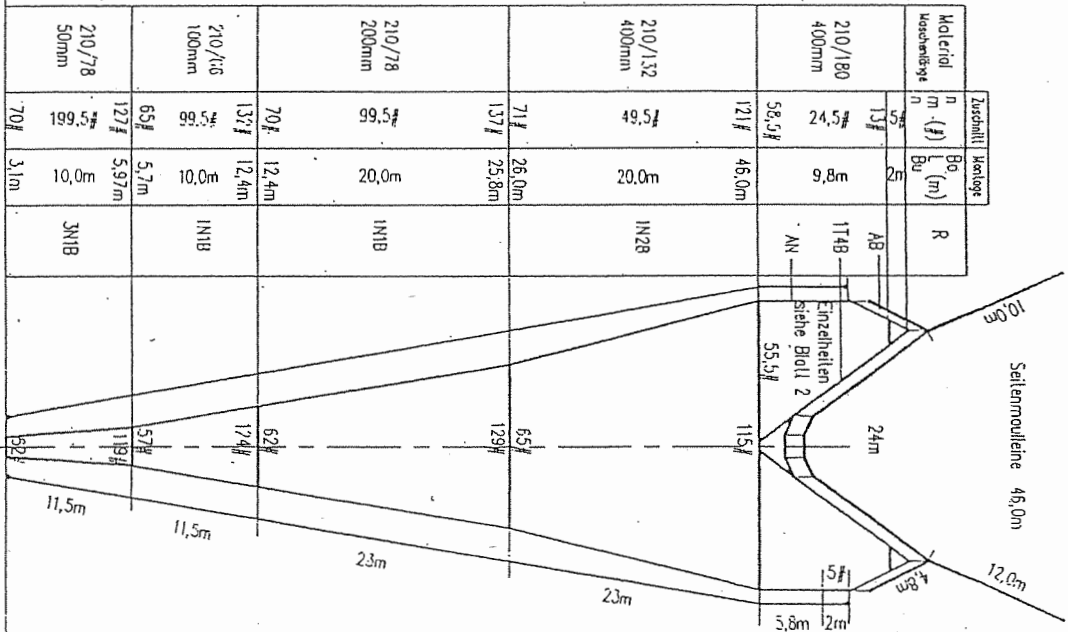 Material
Maschenlänge
Zuschnitt
n
m (#)
n
Montage
Bo
L (m)
Bu
R
210/180
400mm
5#
13#
24,5#
58,5#
2m
9,8m
AB
1T4B
AN
210/132
400mm
121#
49,5#
71#
46,0m
20,0m
26,0m
1N2B
210/78
200mm
137#
99,5#
70#
25,8m
20,0m
12,4m
1N1B
100mm
99,5#
65#
12,4m
10,0m
5,7m
1N1B
210/78
50mm
127#
199,5#
70#
5,97m
10,0m
3,1m
3N1B
10,0m
Seitenmaulleine 46,0m
12,0m
24m
Einzelheiten
siehe Blatt 2
55,5#
4,8m
5#
5,8m
2m
115#
65#
129#
62#
124#
57#
119#
62#
23m
23m
11,5m
11,5m